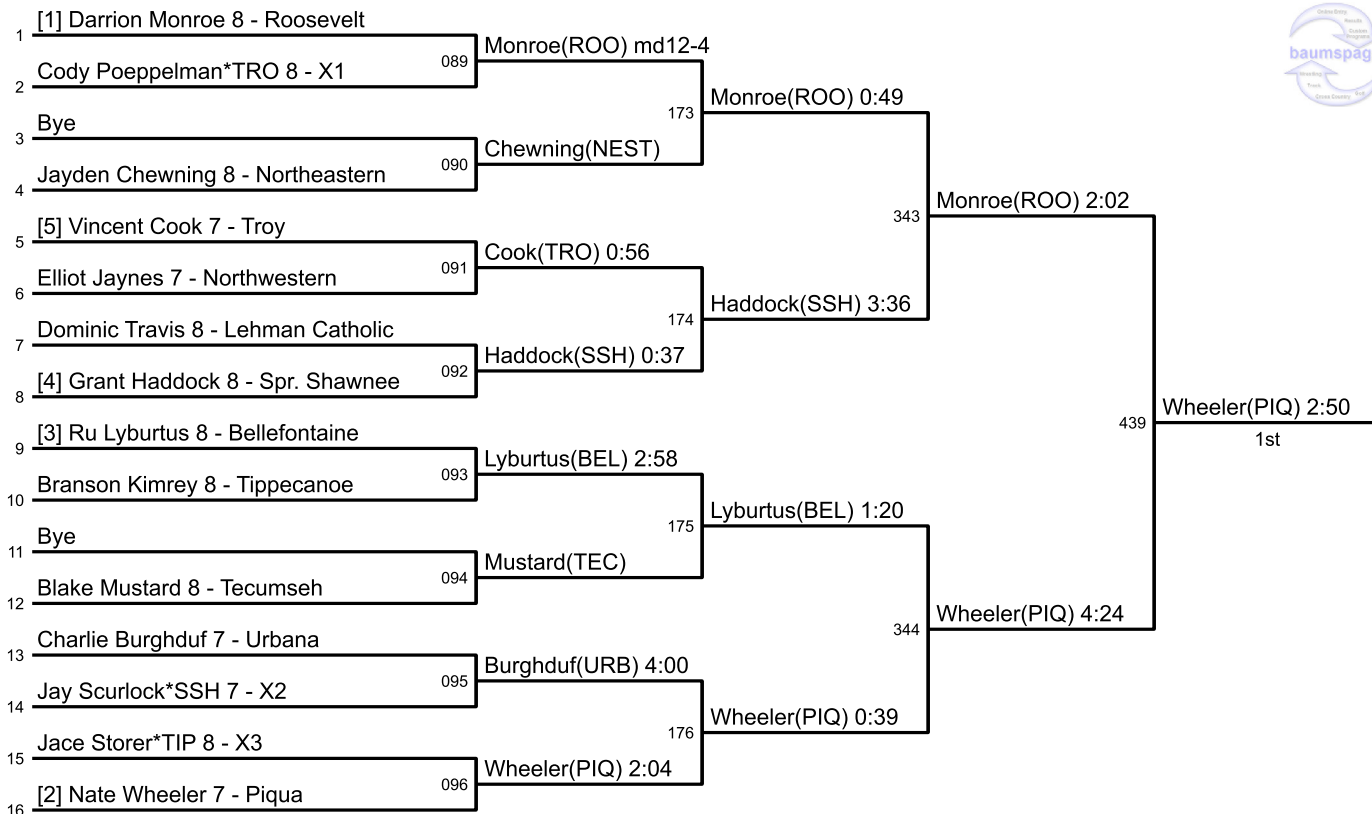 [1] Darrion Monroe 8 - Roosevelt
1
Monroe(ROO) md12-4
089
Cody Poeppelman*TRO 8 - X1
2
Monroe(ROO) 0:49
173
Bye
3
Chewning(NEST)
090
Jayden Chewning 8 - Northeastern
4
Monroe(ROO) 2:02
343
[5] Vincent Cook 7 - Troy
5
Cook(TRO) 0:56
091
Elliot Jaynes 7 - Northwestern
6
Haddock(SSH) 3:36
174
Dominic Travis 8 - Lehman Catholic
7
Haddock(SSH) 0:37
092
[4] Grant Haddock 8 - Spr. Shawnee
8
Wheeler(PIQ) 2:50
439
1st
[3] Ru Lyburtus 8 - Bellefontaine
9
Lyburtus(BEL) 2:58
093
Branson Kimrey 8 - Tippecanoe
10
Lyburtus(BEL) 1:20
175
Bye
11
Mustard(TEC)
094
Blake Mustard 8 - Tecumseh
12
Wheeler(PIQ) 4:24
344
Charlie Burghduf 7 - Urbana
13
Burghduf(URB) 4:00
095
Jay Scurlock*SSH 7 - X2
14
Wheeler(PIQ) 0:39
176
Jace Storer*TIP 8 - X3
15
Wheeler(PIQ) 2:04
096
[2] Nate Wheeler 7 - Piqua
16
baumspag